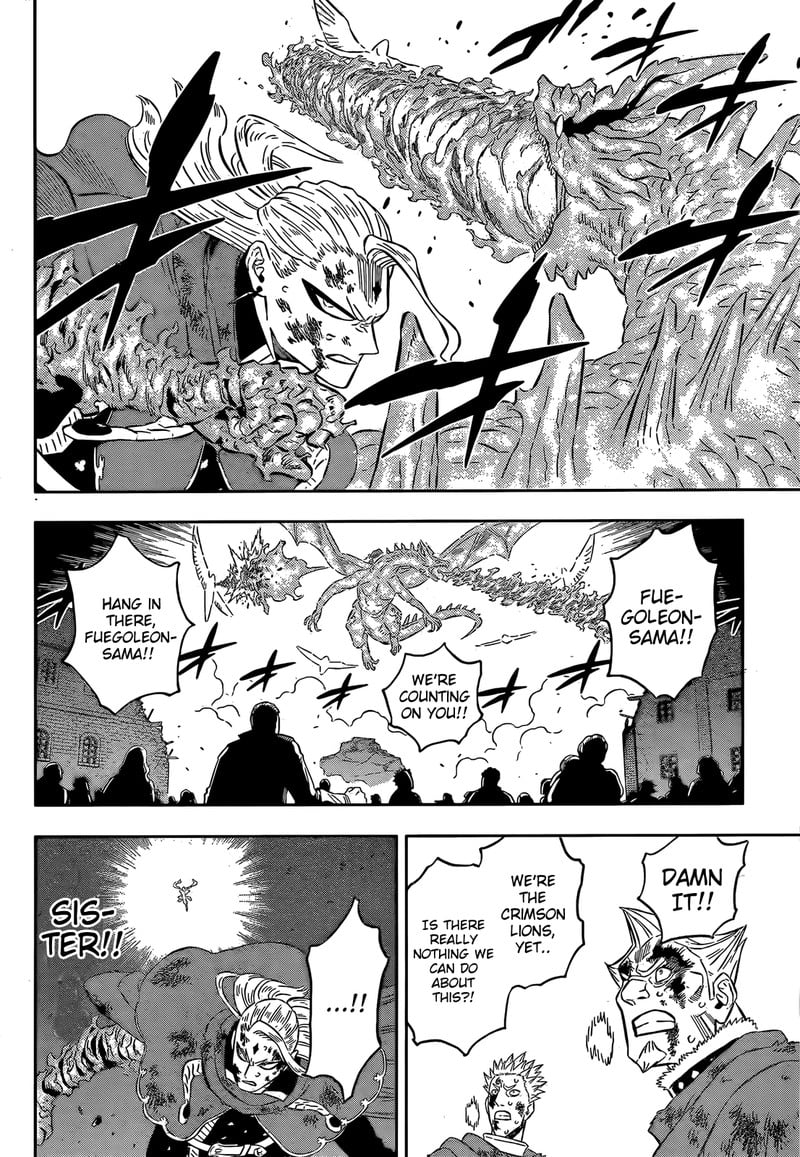 FUE-
GOLEON-
SAMA!!
WE'RE
COUNTING
ON YOU!!
HANG IN
THERE,
FUEGOLEON-
SAMA!!
DAMN
IT!!
WE'RE
THE
CRIMSON
LIONS,
YET..
IS THERE
REALLY
NOTHING WE
CAN DO
ABOUT
THIS?!
...!!
SIS-
TER!!